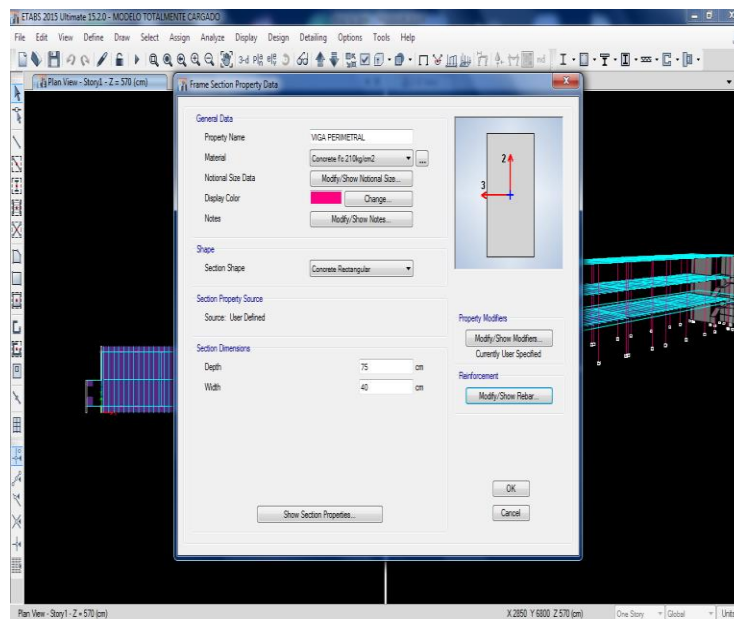 ETABS 2015 Ultimate 15.2.0 - MODELO TOTALMENTE CARGADO
File Edit View Define Draw Select Assign Analyze Display Design Detailing Options Tools Help
3-d
nd
Plan View - Story1 - Z = 570 (cm)
Frame Section Property Data
General Data
Property Name VIGA PERIMETRAL
Material Concrete f'c 210kg/cm2 ...
Notional Size Data Modify/Show Notional Size...
Display Color Change...
Notes Modify/Show Notes...
2
3
Shape
Section Shape Concrete Rectangular
Section Property Source
Source: User Defined
Property Modifiers
Modify/Show Modifiers...
Currently User Specified
Section Dimensions
Depth 75 cm
Width 40 cm
Reinforcement
Modify/Show Rebar...
OK
Show Section Properties...
Cancel
Plan View - Story1 - Z = 570 (cm) X 2850 Y 6800 Z 570 (cm) One Story Global Units